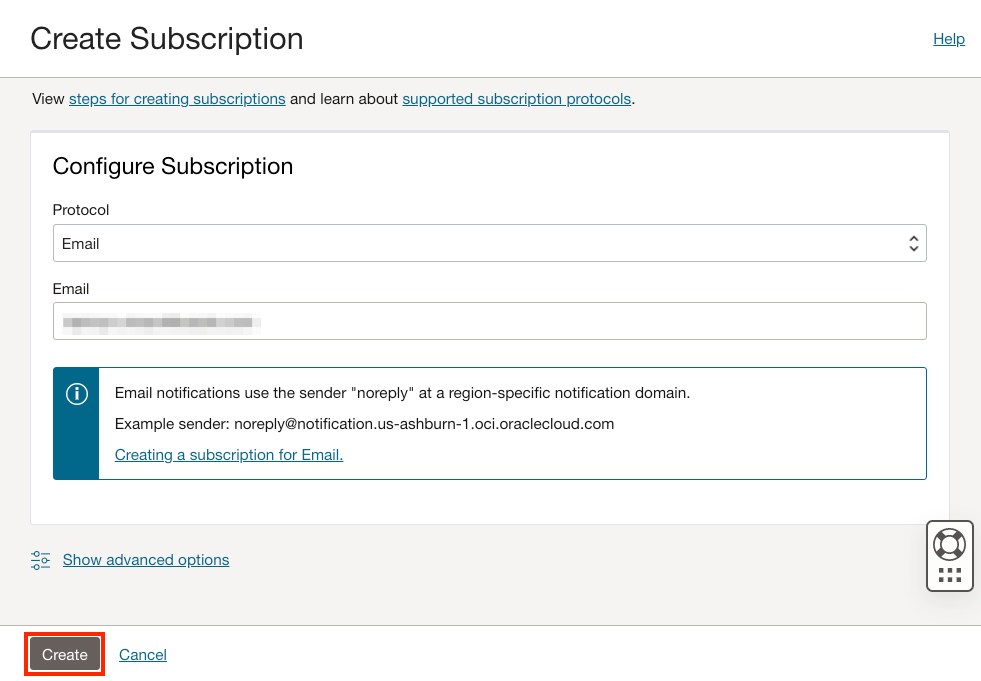 Create Subscription
Help
View steps for creating subscriptions and learn about supported subscription protocols.
Configure Subscription
Protocol
Email
Email
Email notifications use the sender "noreply" at a region-specific notification domain.
Example sender: noreply@notification.us-ashburn-1.oci.oraclecloud.com
Creating a subscription for Email.
Show advanced options
Create
Cancel